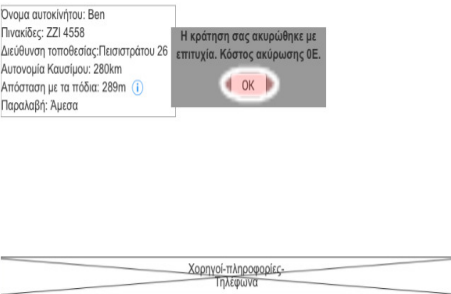 Όνομα αυτοκινήτου: Ben
Πινακίδες: ZZI 4558
Διεύθυνση τοποθεσίας:Πεισιστράτου 26
Αυτονομία Καυσίμου: 280km
Απόσταση με τα πόδια: 289m i
Παραλαβή: Άμεσα
Η κράτηση σας ακυρώθηκε με
επιτυχία. Κόστος ακύρωσης 0Ε.
OK
Χορηγοί-πληροφορίες-
Τηλέφωνα